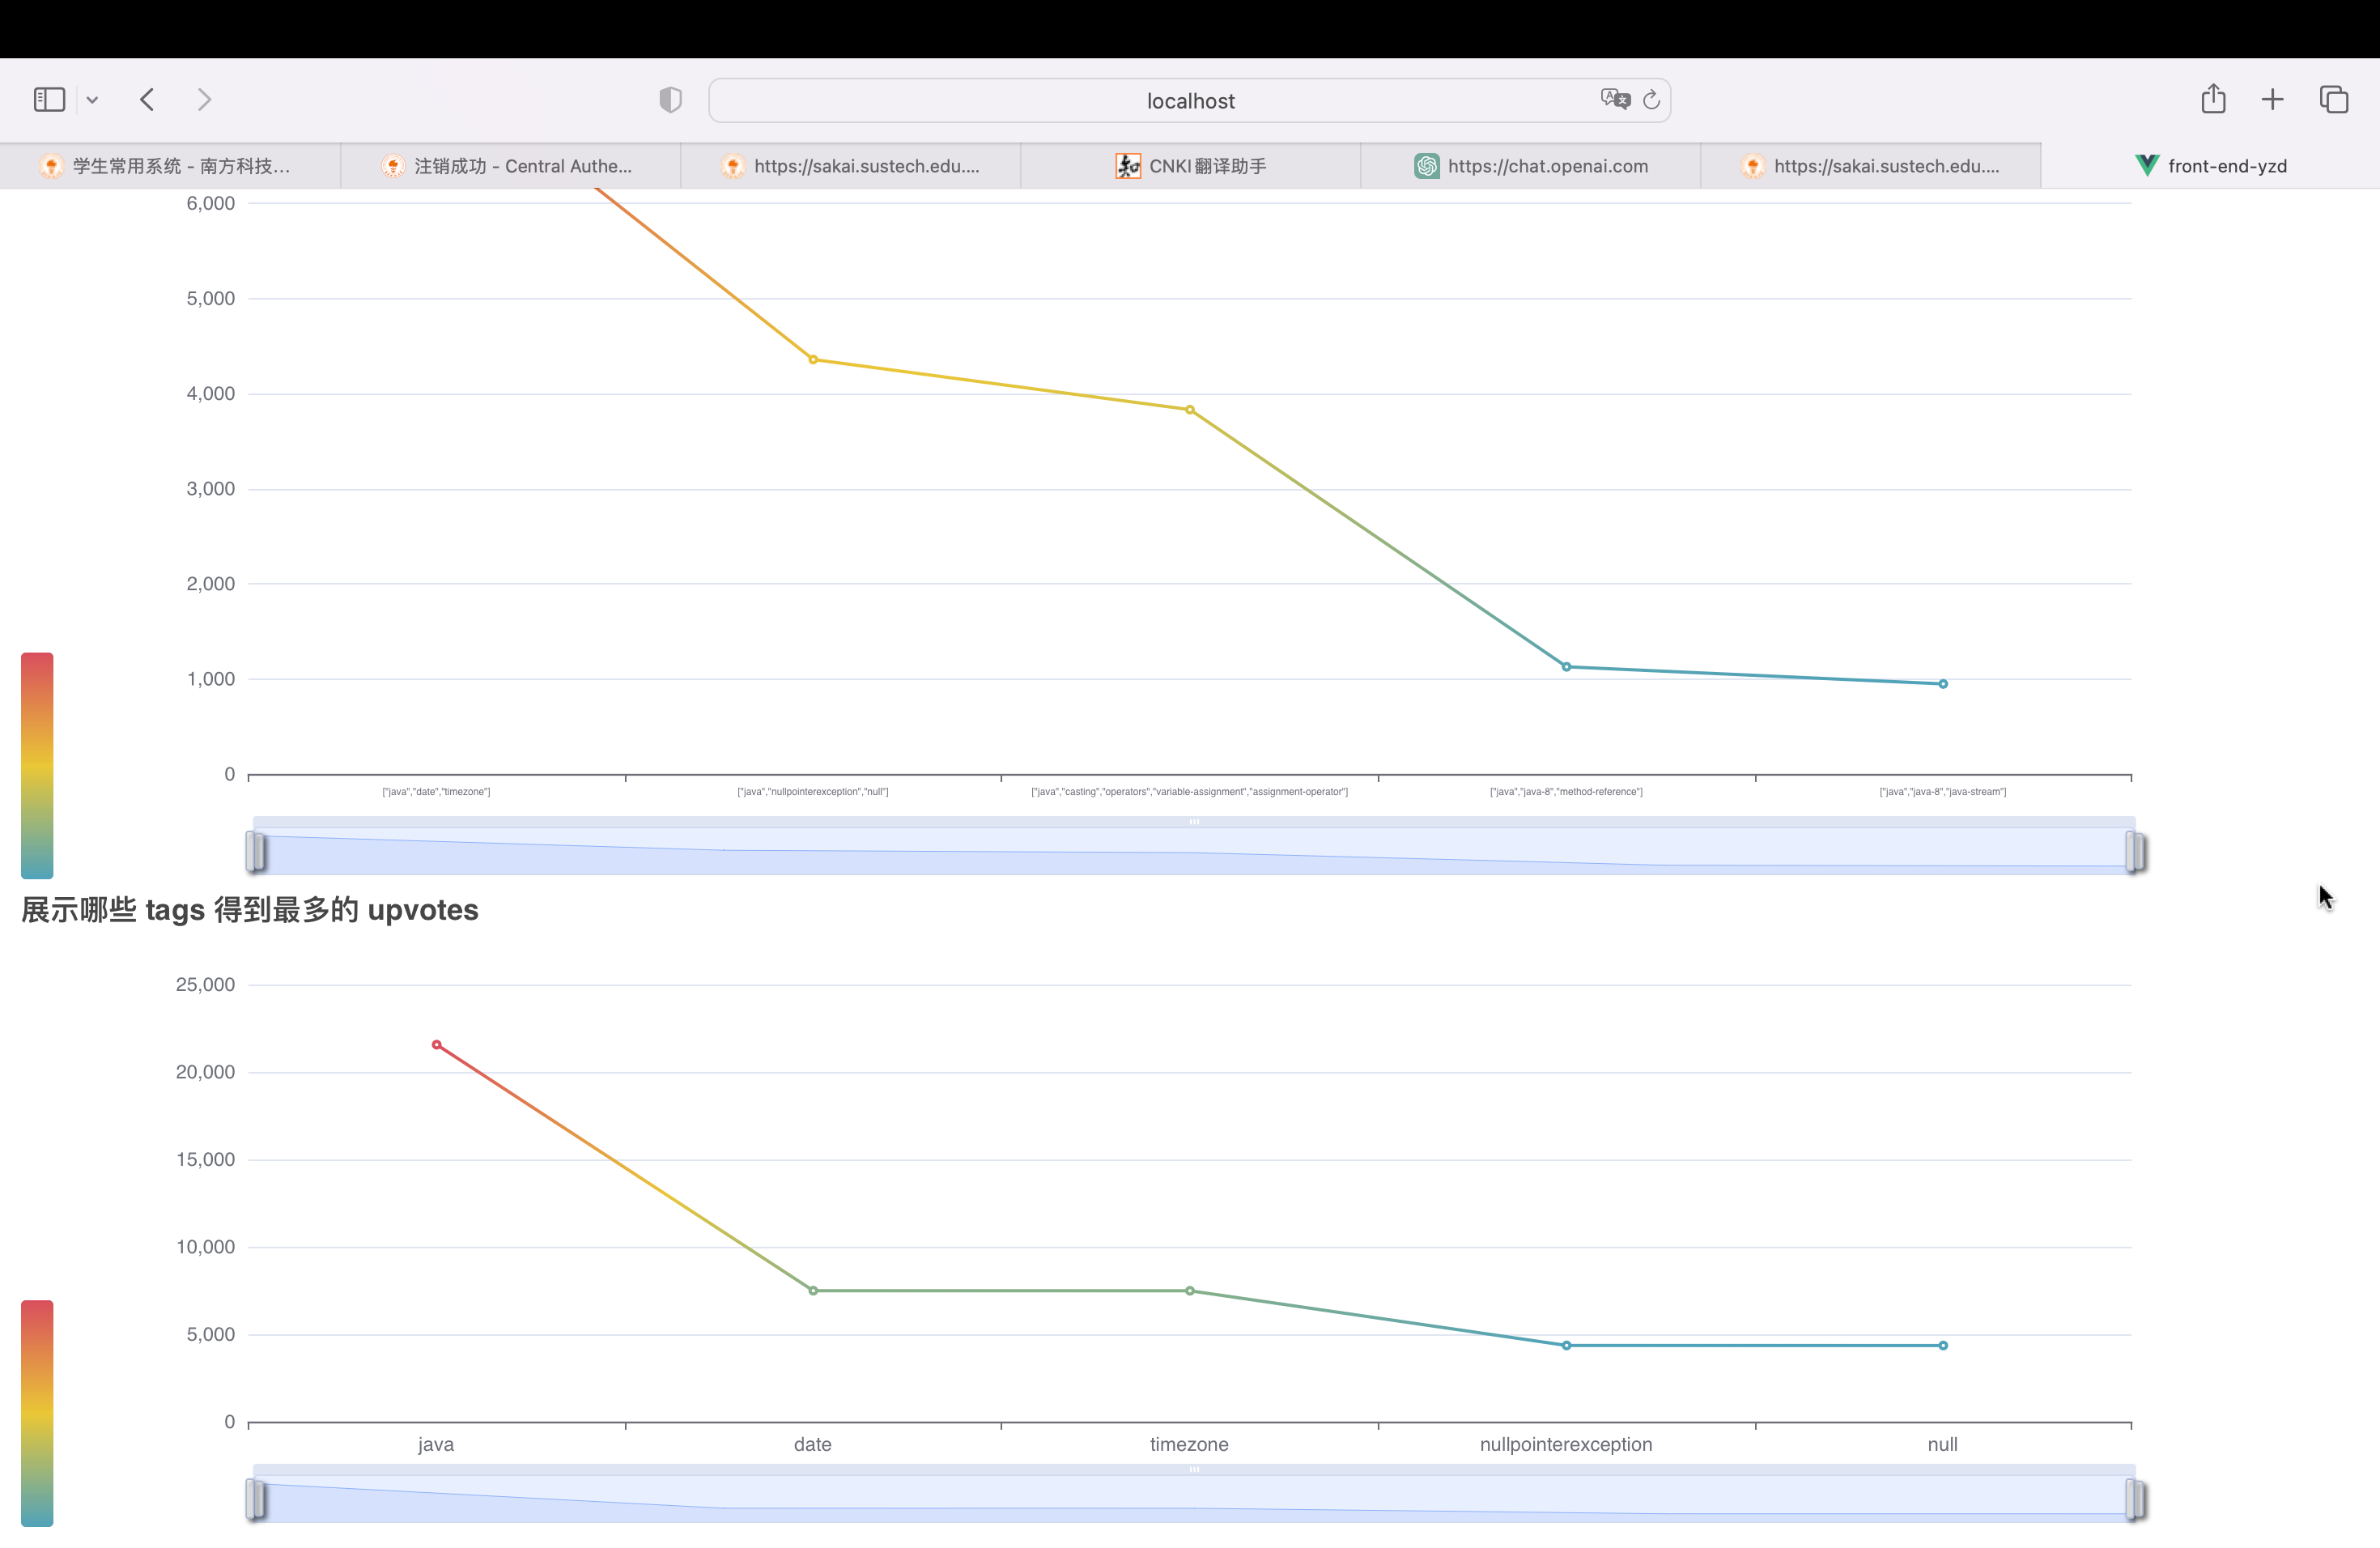 localhost
学生常用系统 - 南方科技...
注销成功 - Central Authe...
https://sakai.sustech.edu....
CNKI 翻译助手
https://chat.openai.com
https://sakai.sustech.edu....
front-end-yzd
6,000
5,000
4,000
3,000
2,000
1,000
0
["java","date","timezone"]
["java","nullpointerexception","null"]
["java","casting","operators","variable-assignment","assignment-operator"]
["java","java-8","method-reference"]
["java","java-8","java-stream"]
展示哪些 tags 得到最多的 upvotes
25,000
20,000
15,000
10,000
5,000
0
java
date
timezone
nullpointerexception
null